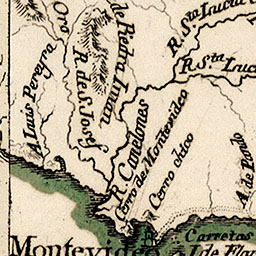 Oro
de Piedra Iman
R. S.ta Lucia
R. S.ta Luc
A. Luis Pereyra
R. de S. Josef
R. Canelones
Cerro de Montevideo
Cerro chico
A. de Pando
Carretas
Montevideo
I. de Flor